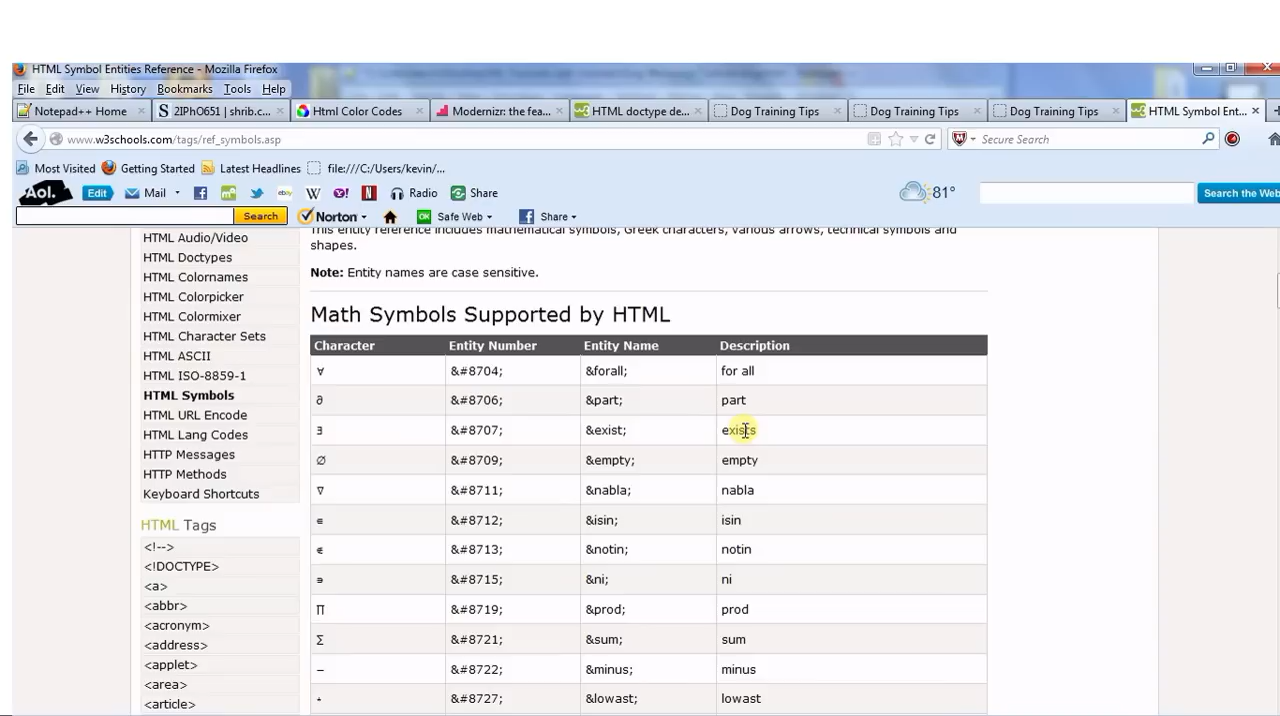 HTML Symbol Entities Reference - Mozilla Firefox
File Edit View History Bookmarks Tools Help
Notepad++ Home 2IPhO651 | shrib.c... Html Color Codes Modernizr: the fea... HTML doctype de... Dog Training Tips Dog Training Tips Dog Training Tips HTML Symbol Ent...
www.w3schools.com/tags/ref_symbols.asp Secure Search
Most Visited Getting Started Latest Headlines file:///C:/Users/kevin/...
Aol. Edit Mail Radio Share 81° Search the Web
Search Norton Safe Web Share
This entity reference includes mathematical symbols, Greek characters, various arrows, technical symbols and
shapes.
Note: Entity names are case sensitive.
Math Symbols Supported by HTML
Character Entity Number Entity Name Description
∀ &#8704; &forall; for all
∂ &#8706; &part; part
∃ &#8707; &exist; exists
∅ &#8709; &empty; empty
∇ &#8711; &nabla; nabla
∈ &#8712; &isin; isin
∉ &#8713; &notin; notin
∋ &#8715; &ni; ni
∏ &#8719; &prod; prod
∑ &#8721; &sum; sum
− &#8722; &minus; minus
∗ &#8727; &lowast; lowast
HTML Audio/Video
HTML Doctypes
HTML Colornames
HTML Colorpicker
HTML Colormixer
HTML Character Sets
HTML ASCII
HTML ISO-8859-1
HTML Symbols
HTML URL Encode
HTML Lang Codes
HTTP Messages
HTTP Methods
Keyboard Shortcuts
HTML Tags
<!-->
<!DOCTYPE>
<a>
<abbr>
<acronym>
<address>
<applet>
<area>
<article>